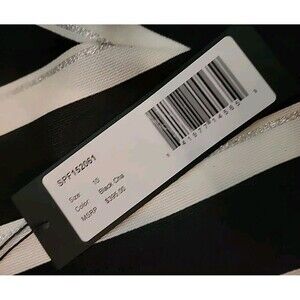 SPF152061
Size: 10
Color: Black Cha
MSRP $395.00